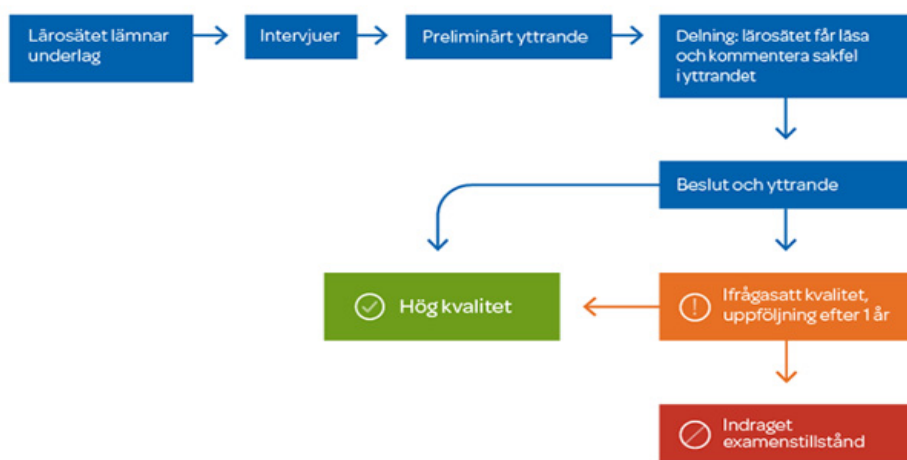 Lärosätet lämnar
underlag
Intervjuer
Preliminärt yttrande
Delning: lärosätet får läsa
och kommentera sakfel
i yttrandet
Beslut och yttrande
Hög kvalitet
Ifrågasatt kvalitet,
uppföljning efter 1 år
Indraget
examenstillstånd